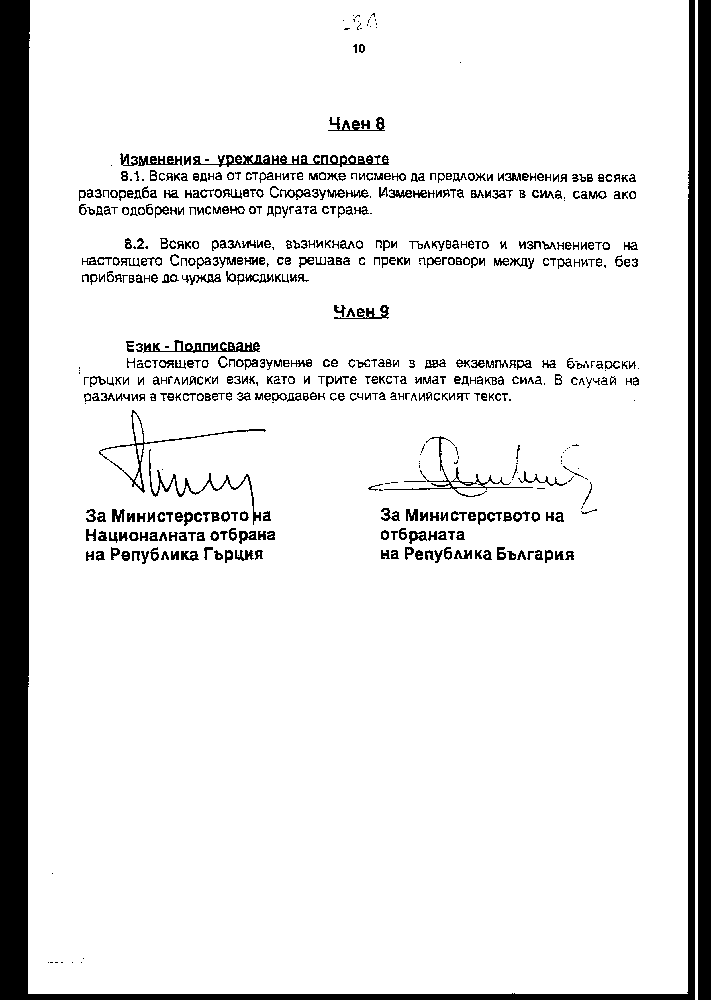 10
Член 8
Изменения - уреждане на споровете
8.1. Всяка една от страните може писмено да предложи изменения във всяка
разпоредба на настоящето Споразумение. Измененията влизат в сила, само ако
бъдат одобрени писмено от другата страна.
8.2. Всяко различие, възникнало при тълкуването и изпълнението на
настоящето Споразумение, се решава с преки преговори между страните, без
прибягване до чужда юрисдикция.
Член 9
Език - Подписване
Настоящето Споразумение се състави в два екземпляра на български,
гръцки и английски език, като и трите текста имат еднаква сила. В случай на
различия в текстовете за меродавен се счита английският текст.
За Министерството на
Националната отбрана
на Република Гърция
За Министерството на
отбраната
на Република България